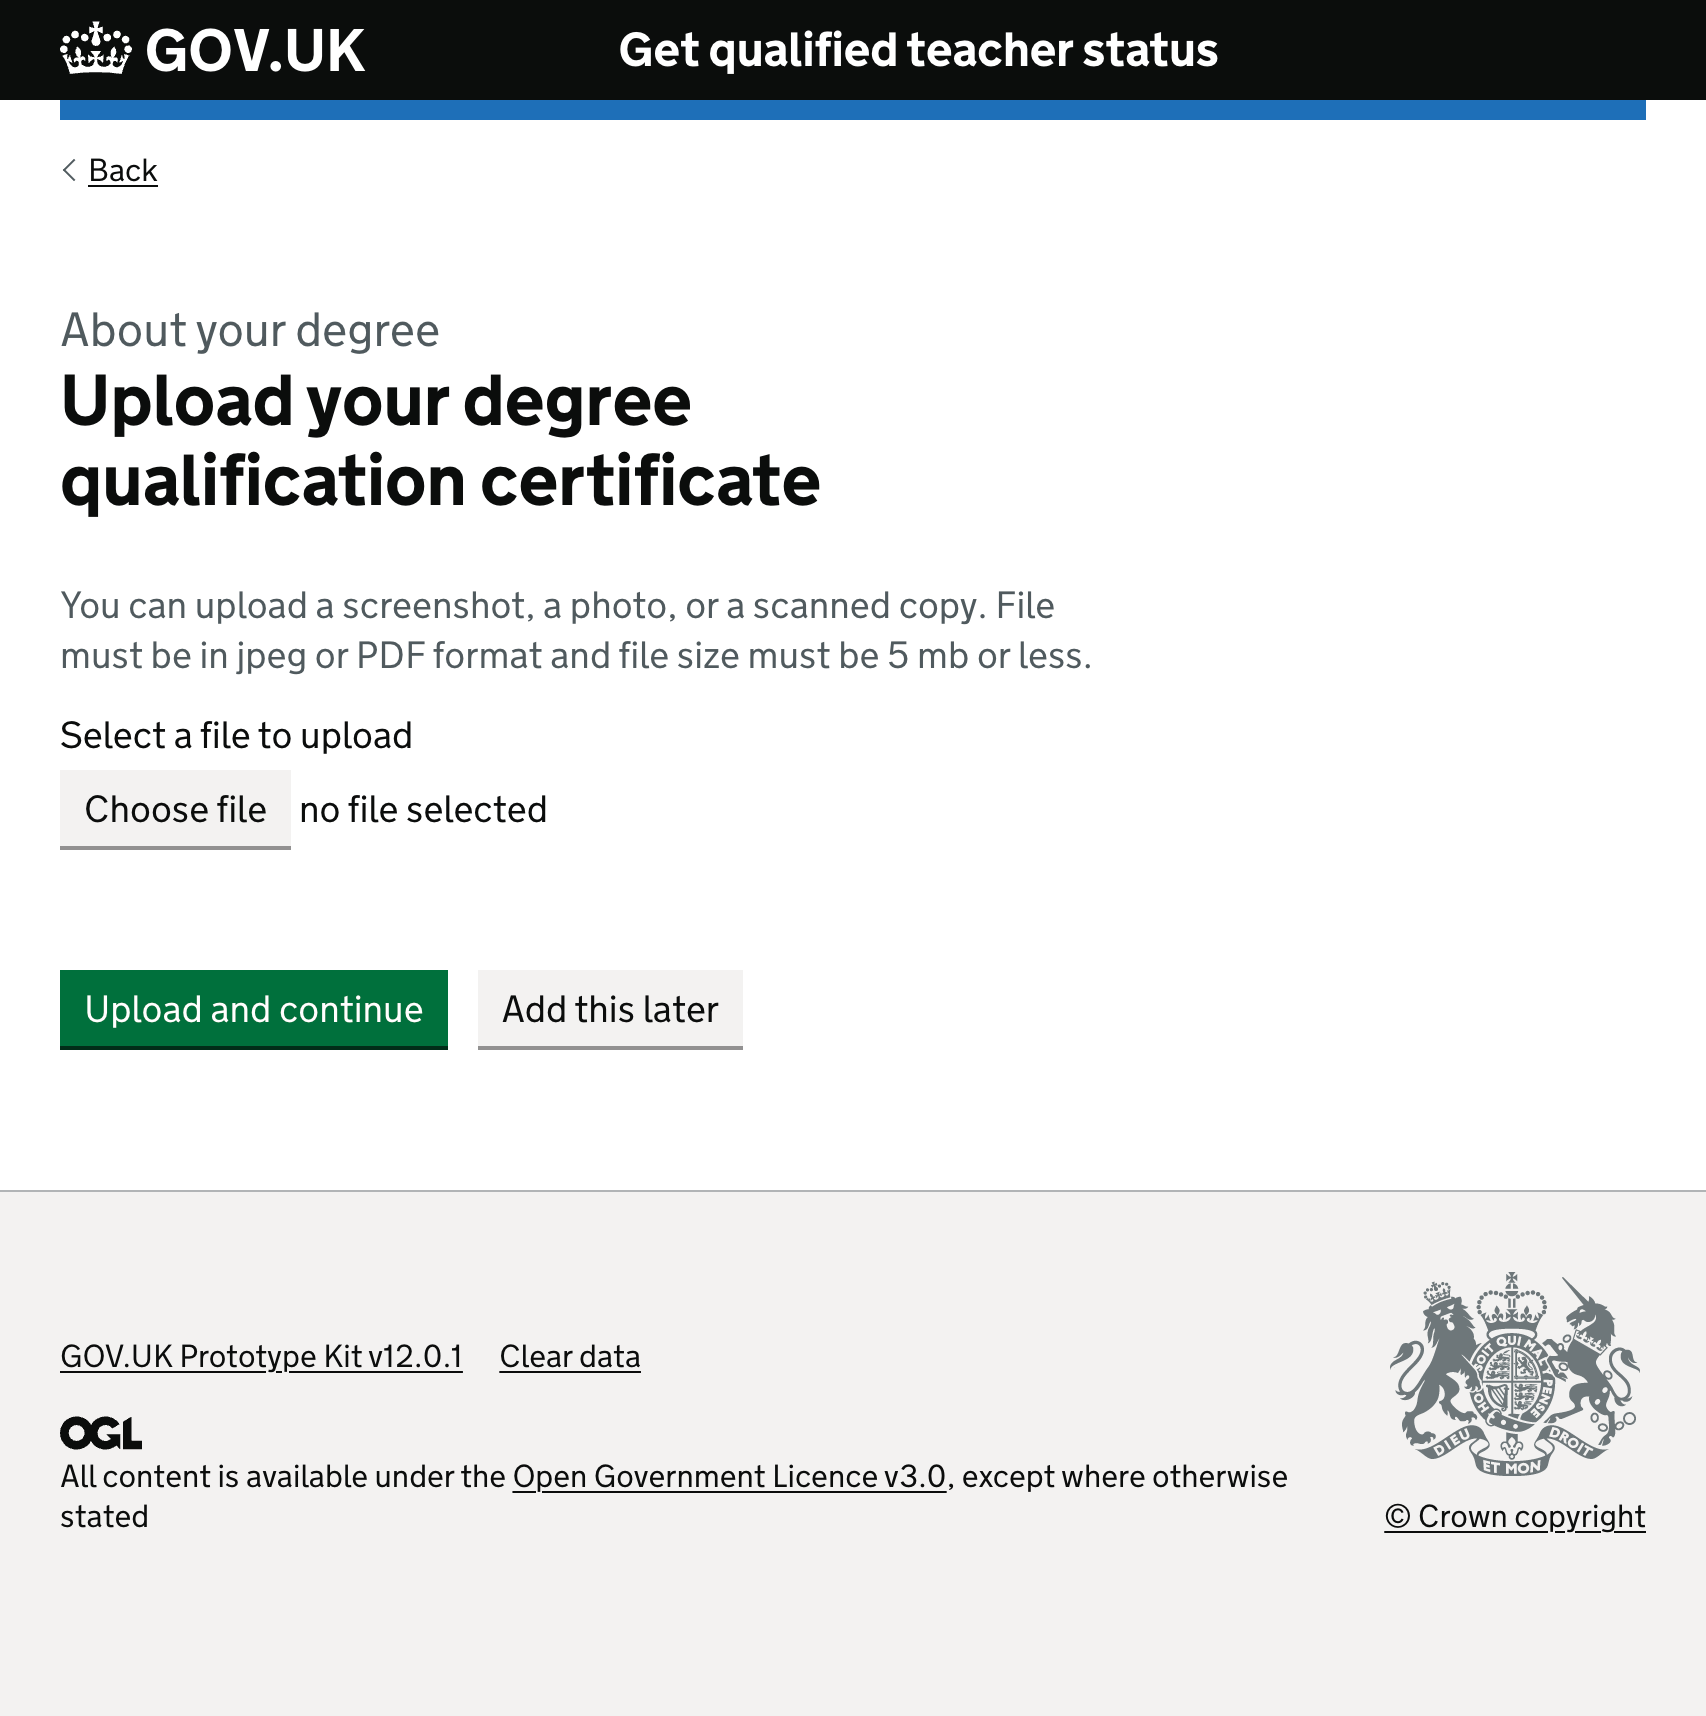 GOV.UK
Get qualified teacher status
Back
About your degree
Upload your degree
qualification certificate
You can upload a screenshot, a photo, or a scanned copy. File
must be in jpeg or PDF format and file size must be 5 mb or less.
Select a file to upload
Choose file no file selected
Upload and continue
Add this later
GOV.UK Prototype Kit v12.0.1
Clear data
OGL
All content is available under the Open Government Licence v3.0, except where otherwise
stated
DIEU ET MON DROIT
© Crown copyright